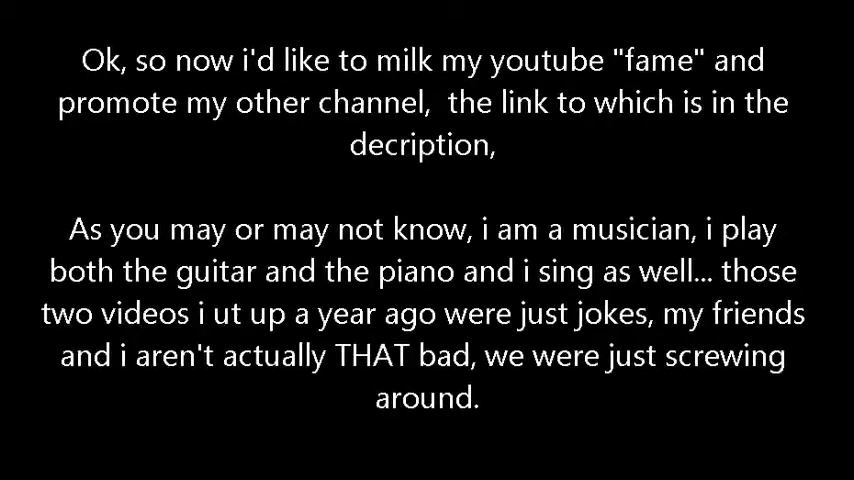 Ok, so now i'd like to milk my youtube "fame" and
promote my other channel,  the link to which is in the
decription,
As you may or may not know, i am a musician, i play
both the guitar and the piano and i sing as well... those
two videos i ut up a year ago were just jokes, my friends
and i aren't actually THAT bad, we were just screwing
around.